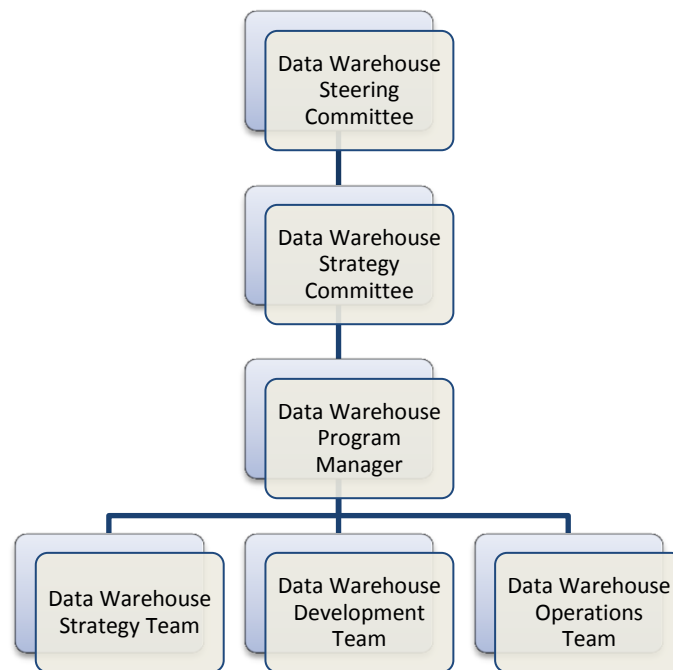 Data Warehouse
Steering
Committee
Data Warehouse
Strategy
Committee
Data Warehouse
Program
Manager
Data Warehouse
Strategy Team
Data Warehouse
Development
Team
Data Warehouse
Operations
Team